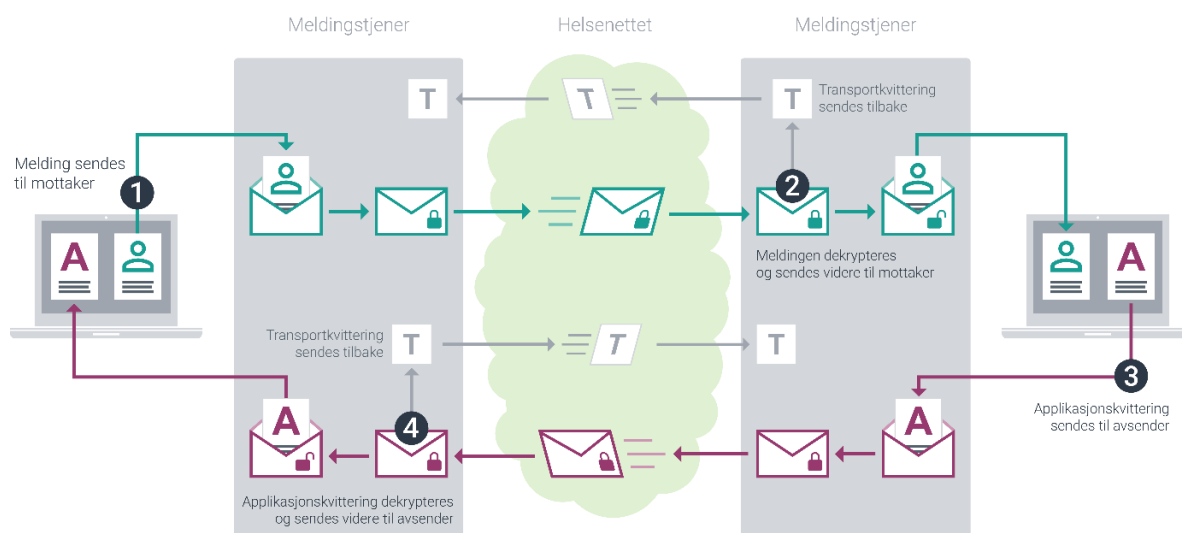 Meldingstjener
Helsenettet
Meldingstjener
T
T
T
Transportkvittering
sendes tilbake
Melding sendes
til mottaker
1
2
Meldingen dekrypteres
og sendes videre til mottaker
A
A
Transportkvittering
sendes tilbake
T
T
T
3
Applikasjonskvittering
sendes til avsender
A
4
A
Applikasjonskvittering dekrypteres
og sendes videre til avsender